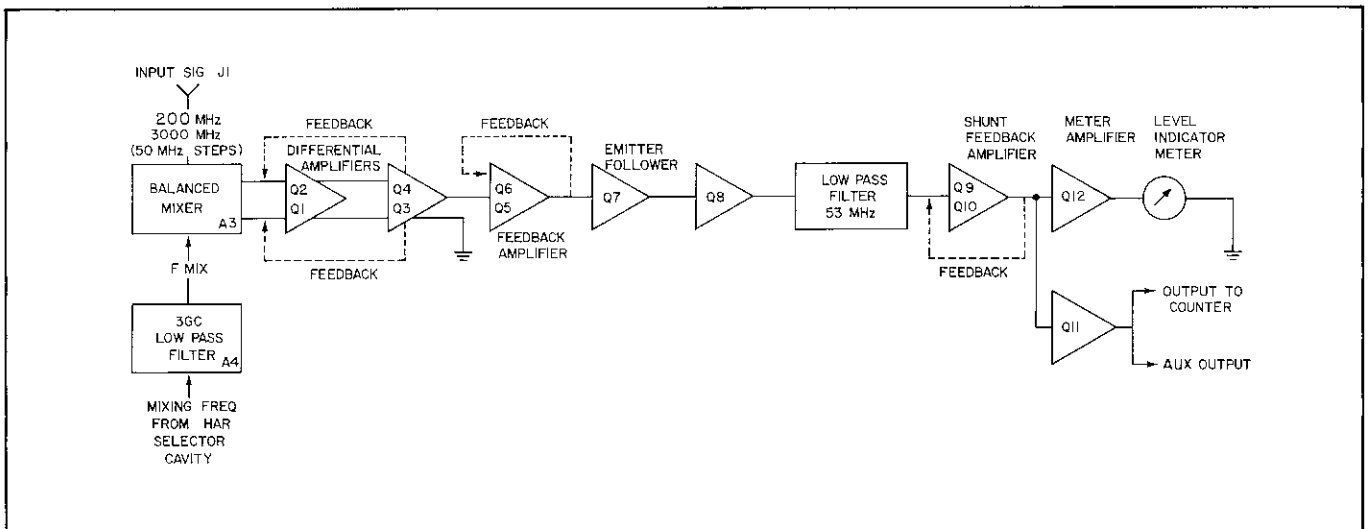 INPUT SIG J1
200 MHz
3000 MHz
(50 MHz STEPS)
BALANCED
MIXER
A3
F MIX
3GC
LOW PASS
FILTER
A4
MIXING FREQ
FROM HAR
SELECTOR
CAVITY
FEEDBACK
DIFFERENTIAL
AMPLIFIERS
Q2
Q1
Q4
Q3
FEEDBACK
FEEDBACK
Q6
Q5
FEEDBACK
AMPLIFIER
EMITTER
FOLLOWER
Q7
Q8
LOW PASS
FILTER
53 MHz
SHUNT
FEEDBACK
AMPLIFIER
Q9
Q10
FEEDBACK
METER
AMPLIFIER
Q12
LEVEL
INDICATOR
METER
Q11
OUTPUT TO
COUNTER
AUX OUTPUT